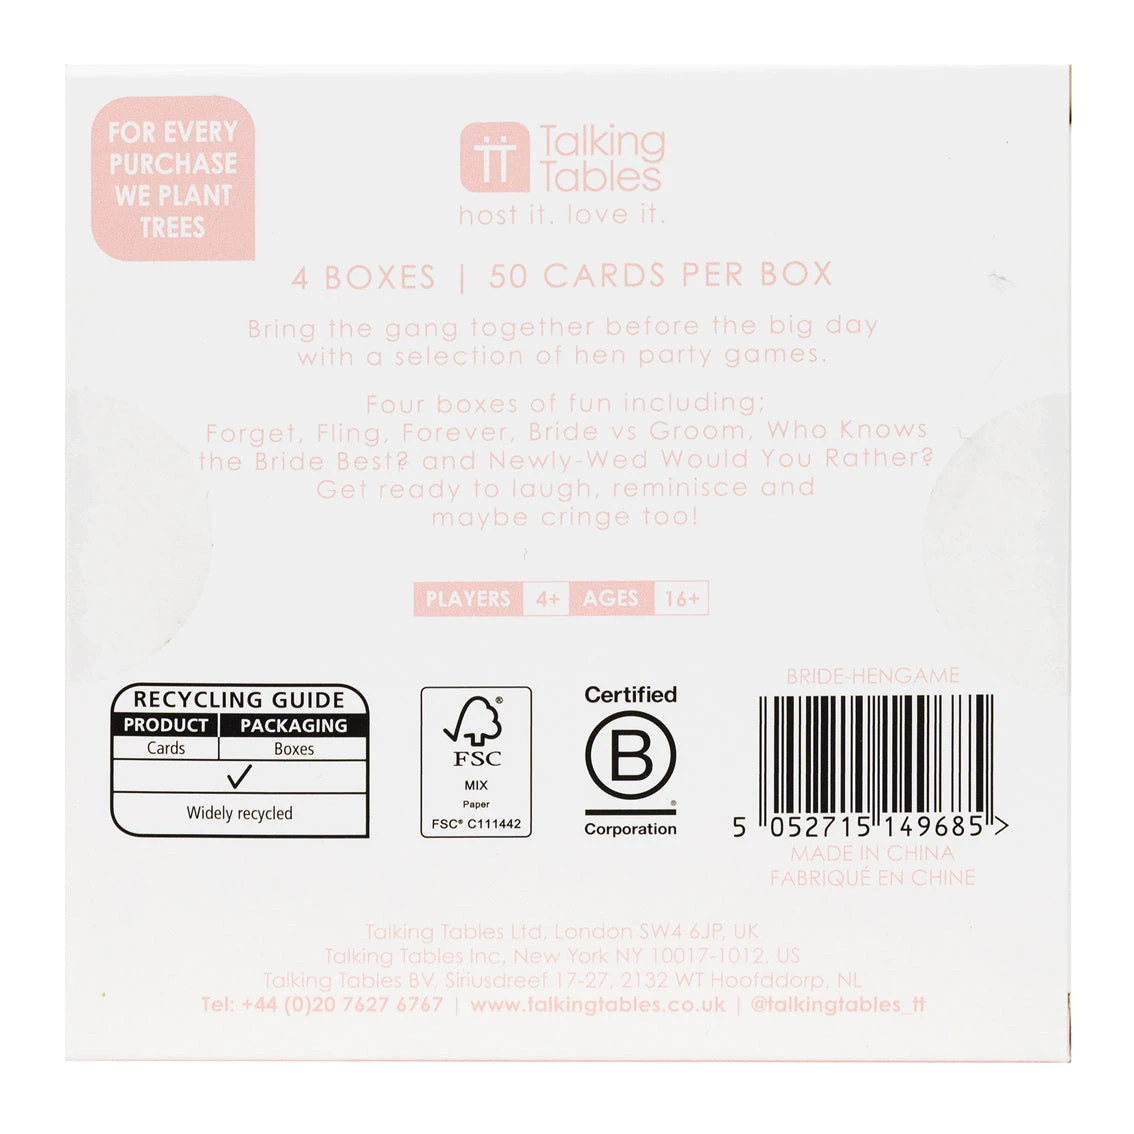 FOR EVERY
PURCHASE
WE PLANT
TREES
Talking
Tables
host it. love it.
4 BOXES | 50 CARDS PER BOX
Bring the gang together before the big day
with a selection of hen party games.
Four boxes of fun including;
Forget, Fling, Forever, Bride vs Groom, Who Knows
the Bride Best? and Newly-Wed Would You Rather?
Get ready to laugh, reminisce and
maybe cringe too!
PLAYERS 4+ AGES 16+
RECYCLING GUIDE
PRODUCT PACKAGING
Cards Boxes
Widely recycled
®
FSC
MIX
Paper
FSC® C111442
Certified
B
®
Corporation
BRIDE-HENGAME
5 052715 149685 >
MADE IN CHINA
FABRIQUÉ EN CHINE
Talking Tables Ltd, London SW4 6JP, UK
Talking Tables Inc, New York NY 10017-1012, US
Talking Tables BV, Siriusdreef 17-27, 2132 WT Hoofddorp, NL
Tel: +44 (0)20 7627 6767 | www.talkingtables.co.uk | @talkingtables_tt